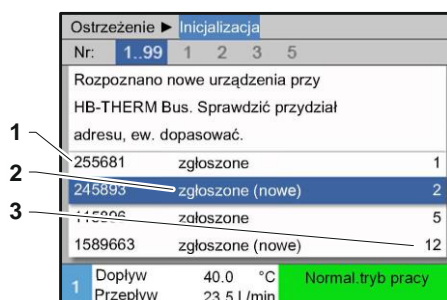 Ostrzeżenie ► Inicjalizacja
Nr: 1..99 1 2 3 5
Rozpoznano nowe urządzenia przy
HB-THERM Bus. Sprawdzić przydział
adresu, ew. dopasować.
1
255681 zgłoszone 1
2
245893 zgłoszone (nowe) 2
3
zgłoszone 5
1589663 zgłoszone (nowe) 12
1 Dopływ 40.0 °C Normal.tryb pracy
Przepływ 23.5 L/min